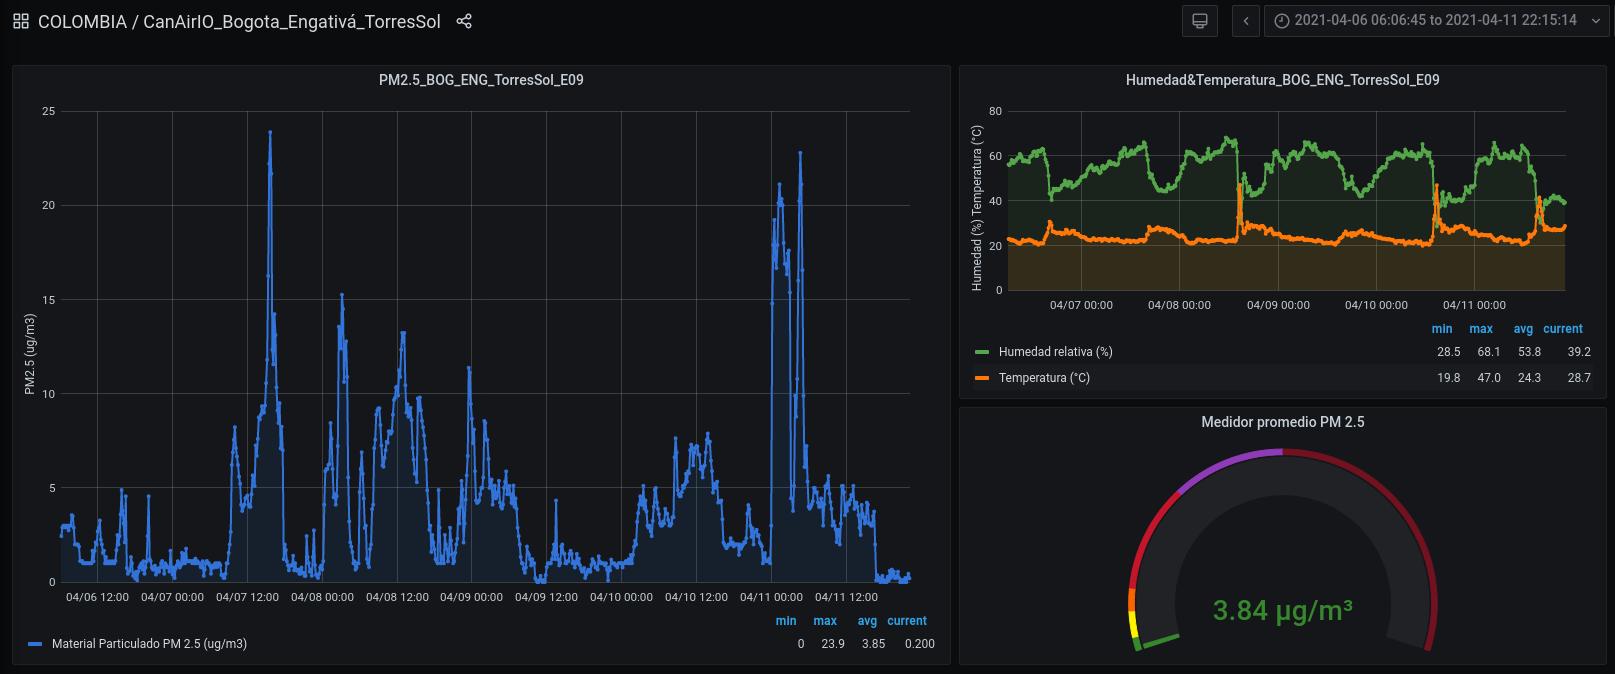 COLOMBIA / CanAirIO_Bogota_Engativá_TorresSol
2021-04-06 06:06:45 to 2021-04-11 22:15:14
PM2.5_BOG_ENG_TorresSol_E09
PM2.5 (ug/m3)
25
20
15
10
5
0
04/06 12:00 04/07 00:00 04/07 12:00 04/08 00:00 04/08 12:00 04/09 00:00 04/09 12:00 04/10 00:00 04/10 12:00 04/11 00:00 04/11 12:00
min max avg current
Material Particulado PM 2.5 (ug/m3) 0 23.9 3.85 0.200
Humedad&Temperatura_BOG_ENG_TorresSol_E09
Humedad (%) Temperatura (°C)
80
60
40
20
0
04/07 00:00 04/08 00:00 04/09 00:00 04/10 00:00 04/11 00:00
min max avg current
Humedad relativa (%) 28.5 68.1 53.8 39.2
Temperatura (°C) 19.8 47.0 24.3 28.7
Medidor promedio PM 2.5
3.84 µg/m³